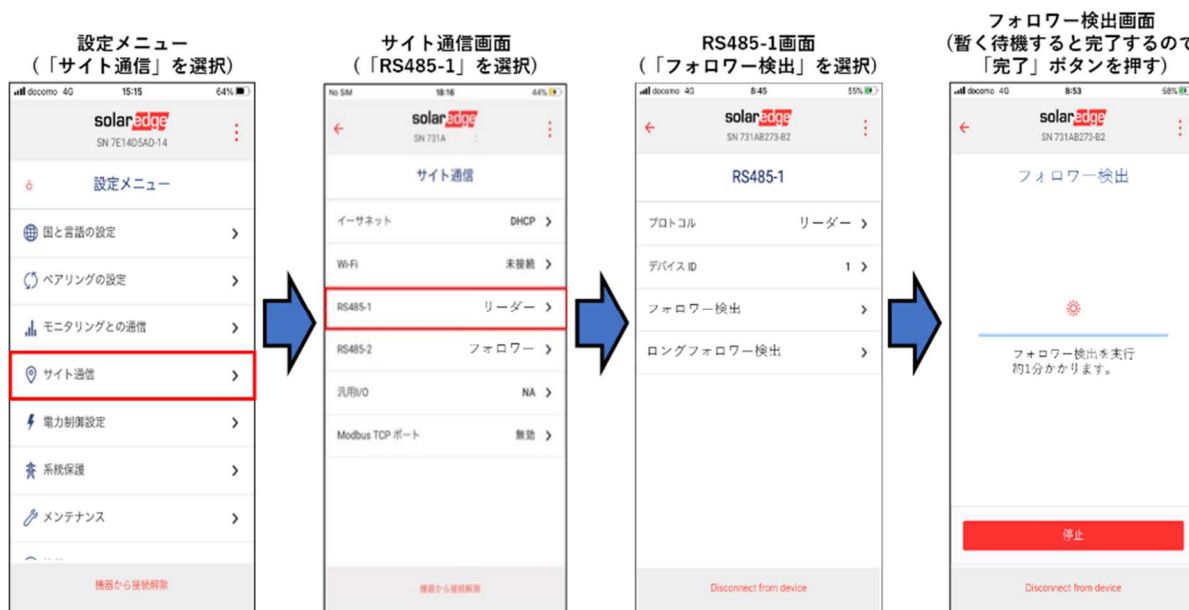 設定メニュー
(「サイト通信」を選択)
docomo 4G 15:15 64%
solaredge
SN 7E14D5AD-14
設定メニュー
国と言語の設定
ペアリングの設定
モニタリングとの通信
サイト通信
電力制御設定
系統保護
メンテナンス
機器から接続解除
サイト通信画面
(「RS485-1」を選択)
No SIM 18:16 44%
solaredge
SN 731A
サイト通信
イーサネット DHCP
Wi-Fi 未接続
RS485-1 リーダー
RS485-2 フォロワー
汎用I/O NA
Modbus TCP ポート 無効
機器から接続解除
RS485-1画面
(「フォロワー検出」を選択)
docomo 4G 8:45 55%
solaredge
SN 731AB273-B2
RS485-1
プロトコル リーダー
デバイス ID 1
フォロワー検出
ロングフォロワー検出
Disconnect from device
フォロワー検出画面
(暫く待機すると完了するので
「完了」ボタンを押す)
docomo 4G 8:53 58%
solaredge
SN 731AB273-B2
フォロワー検出
フォロワー検出を実行
約1分かかります。
停止
Disconnect from device